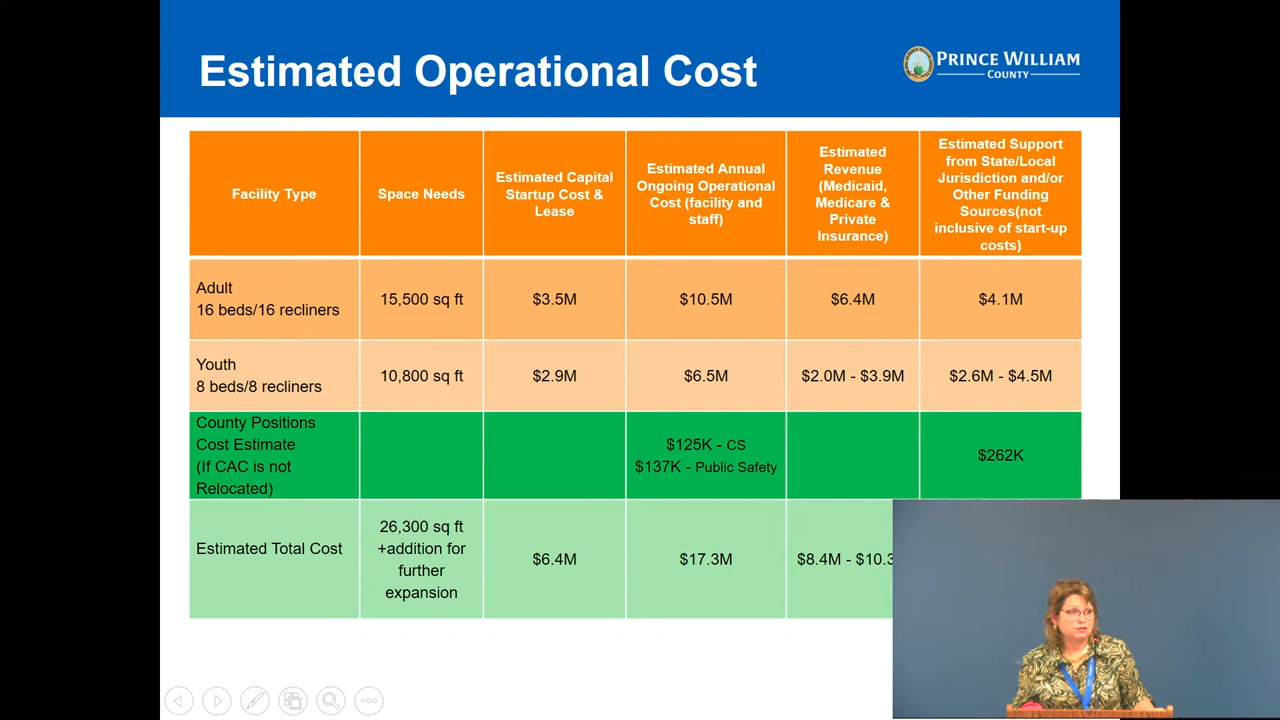 Estimated Operational Cost
PRINCE WILLIAM
COUNTY
Facility Type
Space Needs
Estimated Capital
Startup Cost &
Lease
Estimated Annual
Ongoing Operational
Cost (facility and
staff)
Estimated
Revenue
(Medicaid,
Medicare &
Private
Insurance)
Estimated Support
from State/Local
Jurisdiction and/or
Other Funding
Sources(not
inclusive of start-up
costs)
Adult
16 beds/16 recliners
15,500 sq ft
$3.5M
$10.5M
$6.4M
$4.1M
Youth
8 beds/8 recliners
10,800 sq ft
$2.9M
$6.5M
$2.0M - $3.9M
$2.6M - $4.5M
County Positions
Cost Estimate
(If CAC is not
Relocated)
$125K - CS
$137K - Public Safety
$262K
Estimated Total Cost
26,300 sq ft
+addition for
further
expansion
$6.4M
$17.3M
$8.4M - $10.3